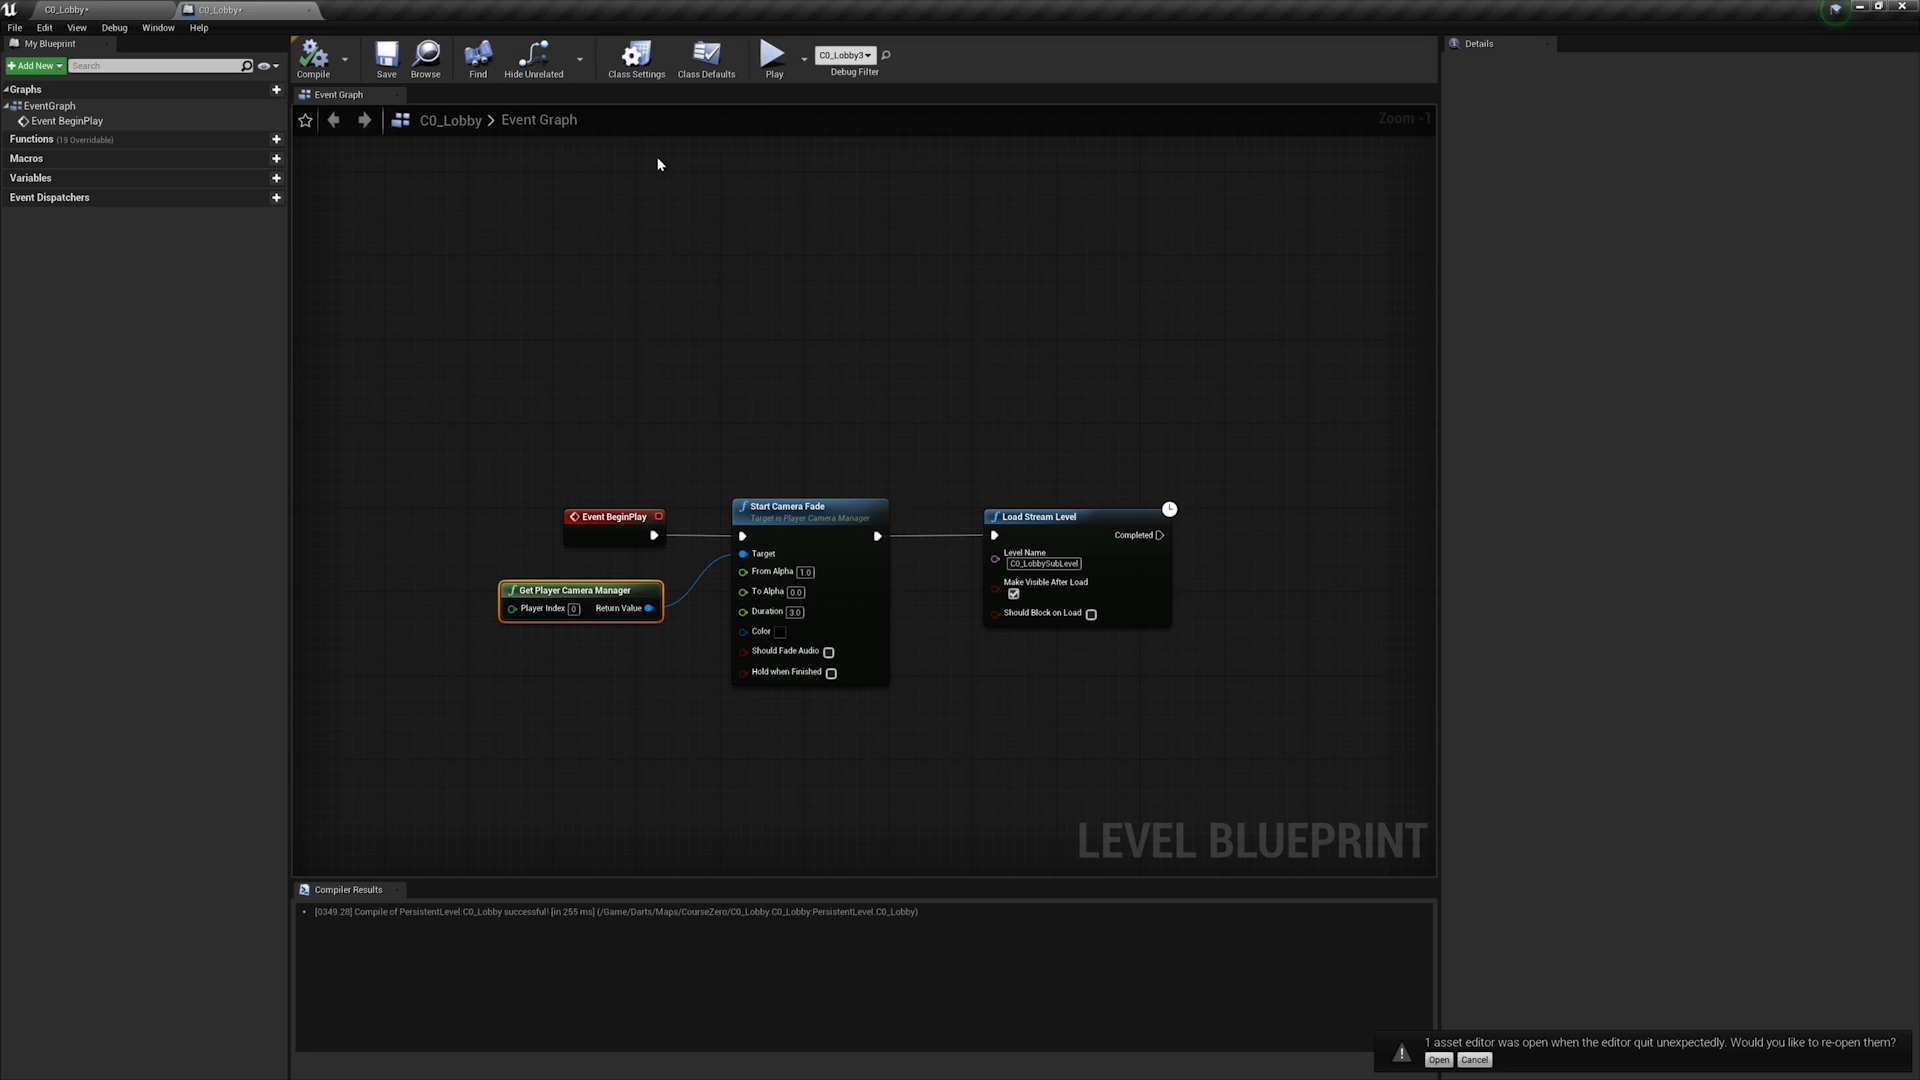 C0_Lobby•
C0_Lobby•
File Edit View Debug Window Help
My Blueprint
Add New
Search
Graphs
EventGraph
Event BeginPlay
Functions (19 Overridable)
Macros
Variables
Event Dispatchers
Compile
Save
Browse
Find
Hide Unrelated
Class Settings
Class Defaults
Play
C0_Lobby3
Debug Filter
Event Graph
C0_Lobby > Event Graph
Zoom -1
Event BeginPlay
Get Player Camera Manager
Player Index 0 Return Value
Start Camera Fade
Target is Player Camera Manager
Target
From Alpha 1.0
To Alpha 0.0
Duration 3.0
Color
Should Fade Audio
Hold when Finished
Load Stream Level
Completed
Level Name
C0_LobbySubLevel
Make Visible After Load
Should Block on Load
LEVEL BLUEPRINT
Compiler Results
• [0349.28] Compile of PersistentLevel.C0_Lobby successful! [in 255 ms] (/Game/Darts/Maps/CourseZero/C0_Lobby.C0_Lobby:PersistentLevel.C0_Lobby)
Details
1 asset editor was open when the editor quit unexpectedly. Would you like to re-open them?
Open Cancel